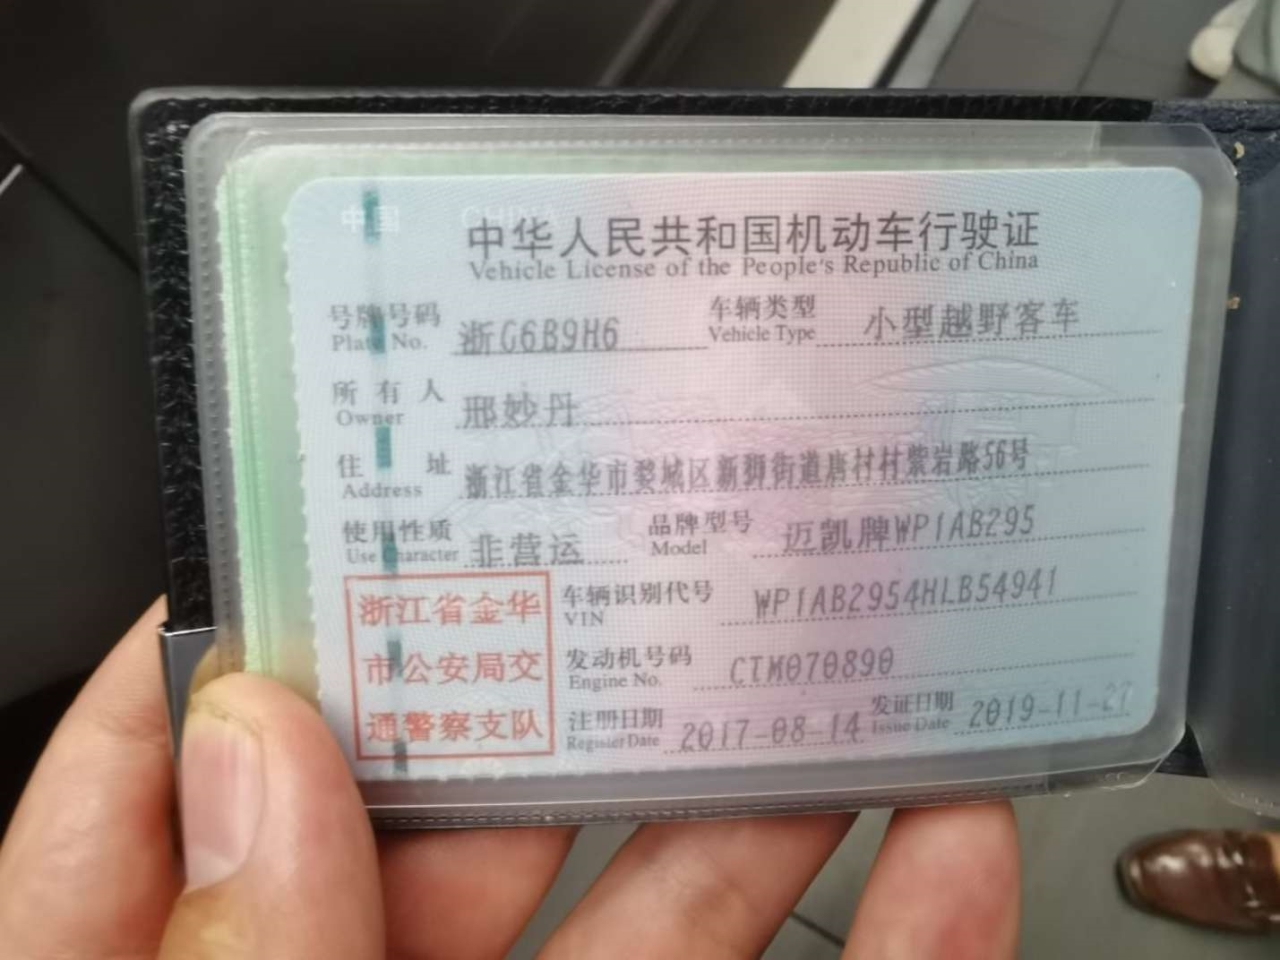 中国 CHINA
中华人民共和国机动车行驶证
Vehicle License of the People's Republic of China
号牌号码 浙G6B9H6 车辆类型 小型越野客车
Plate No. Vehicle Type
所有人 邢妙丹
Owner
住址 浙江省金华市婺城区新狮街道唐村村紫岩路56号
Address
使用性质 非营运 品牌型号 迈凯牌WP1AB295
Use Character Model
浙江省金华
市公安局交
通警察支队
车辆识别代号 WP1AB2954HLB54941
VIN
发动机号码 CTM070890
Engine No.
注册日期 2017-08-14 发证日期 2019-11-27
Register Date Issue Date